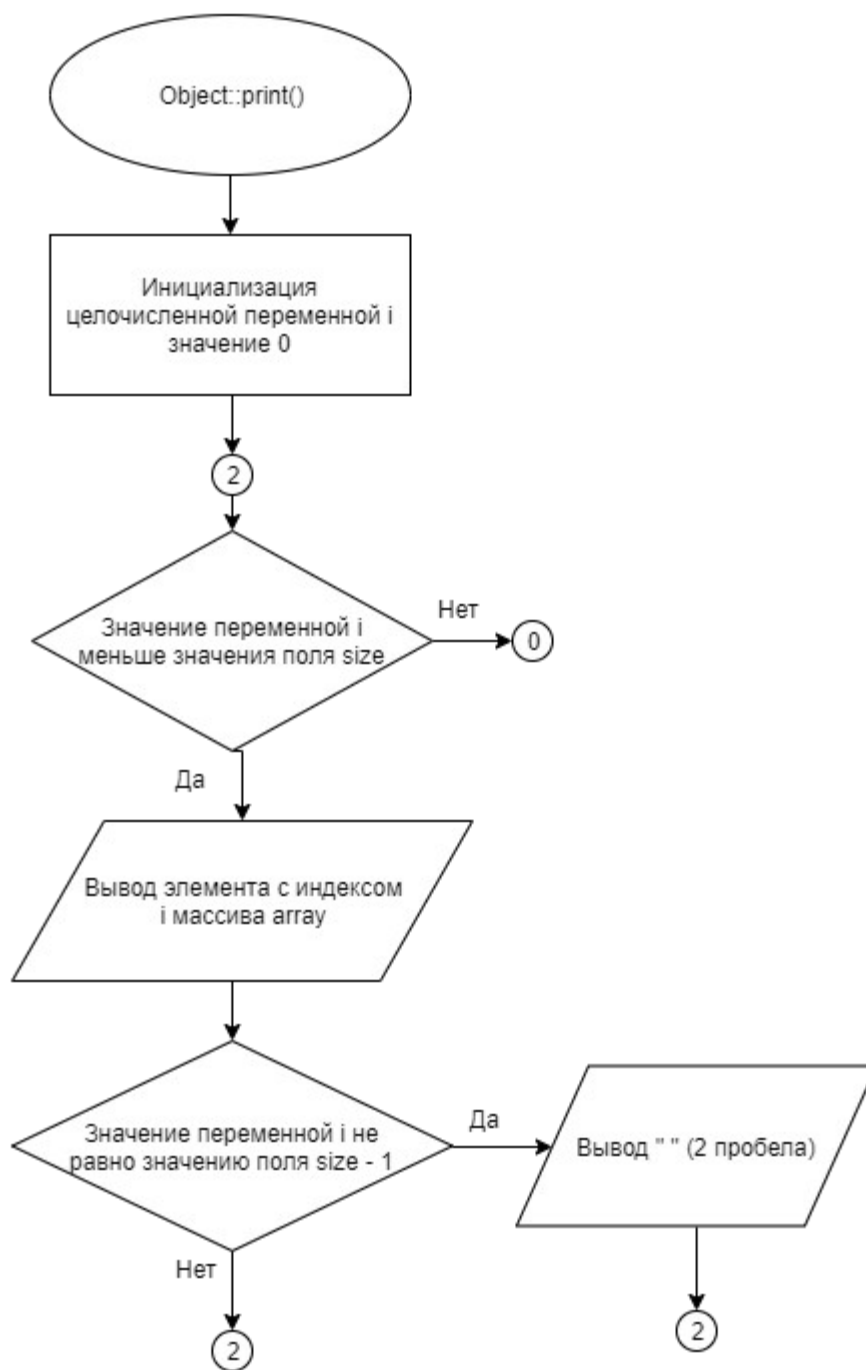 Object::print()
Инициализация
целочисленной переменной i
значение 0
2
Значение переменной i
меньше значения поля size
Нет
0
Да
Вывод элемента с индексом
i массива array
Значение переменной i не
равно значению поля size - 1
Да
Вывод " " (2 пробела)
Нет
2
2